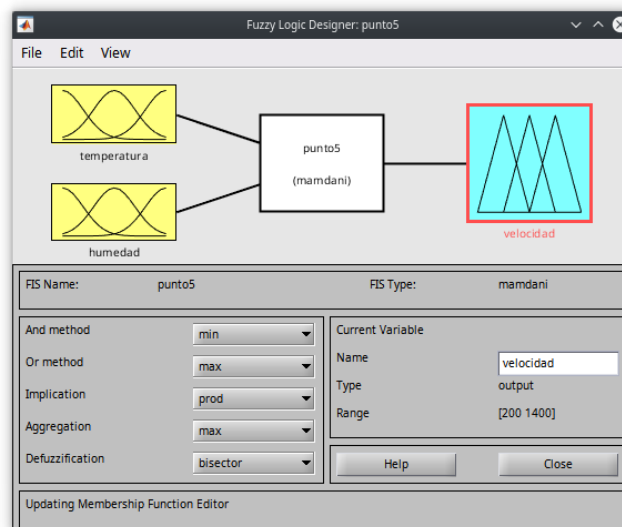 Fuzzy Logic Designer: punto5
File Edit View
temperatura
humedad
punto5
(mamdani)
velocidad
FIS Name: punto5 FIS Type: mamdani
And method min
Or method max
Implication prod
Aggregation max
Defuzzification bisector
Current Variable
Name velocidad
Type output
Range [200 1400]
Help Close
Updating Membership Function Editor